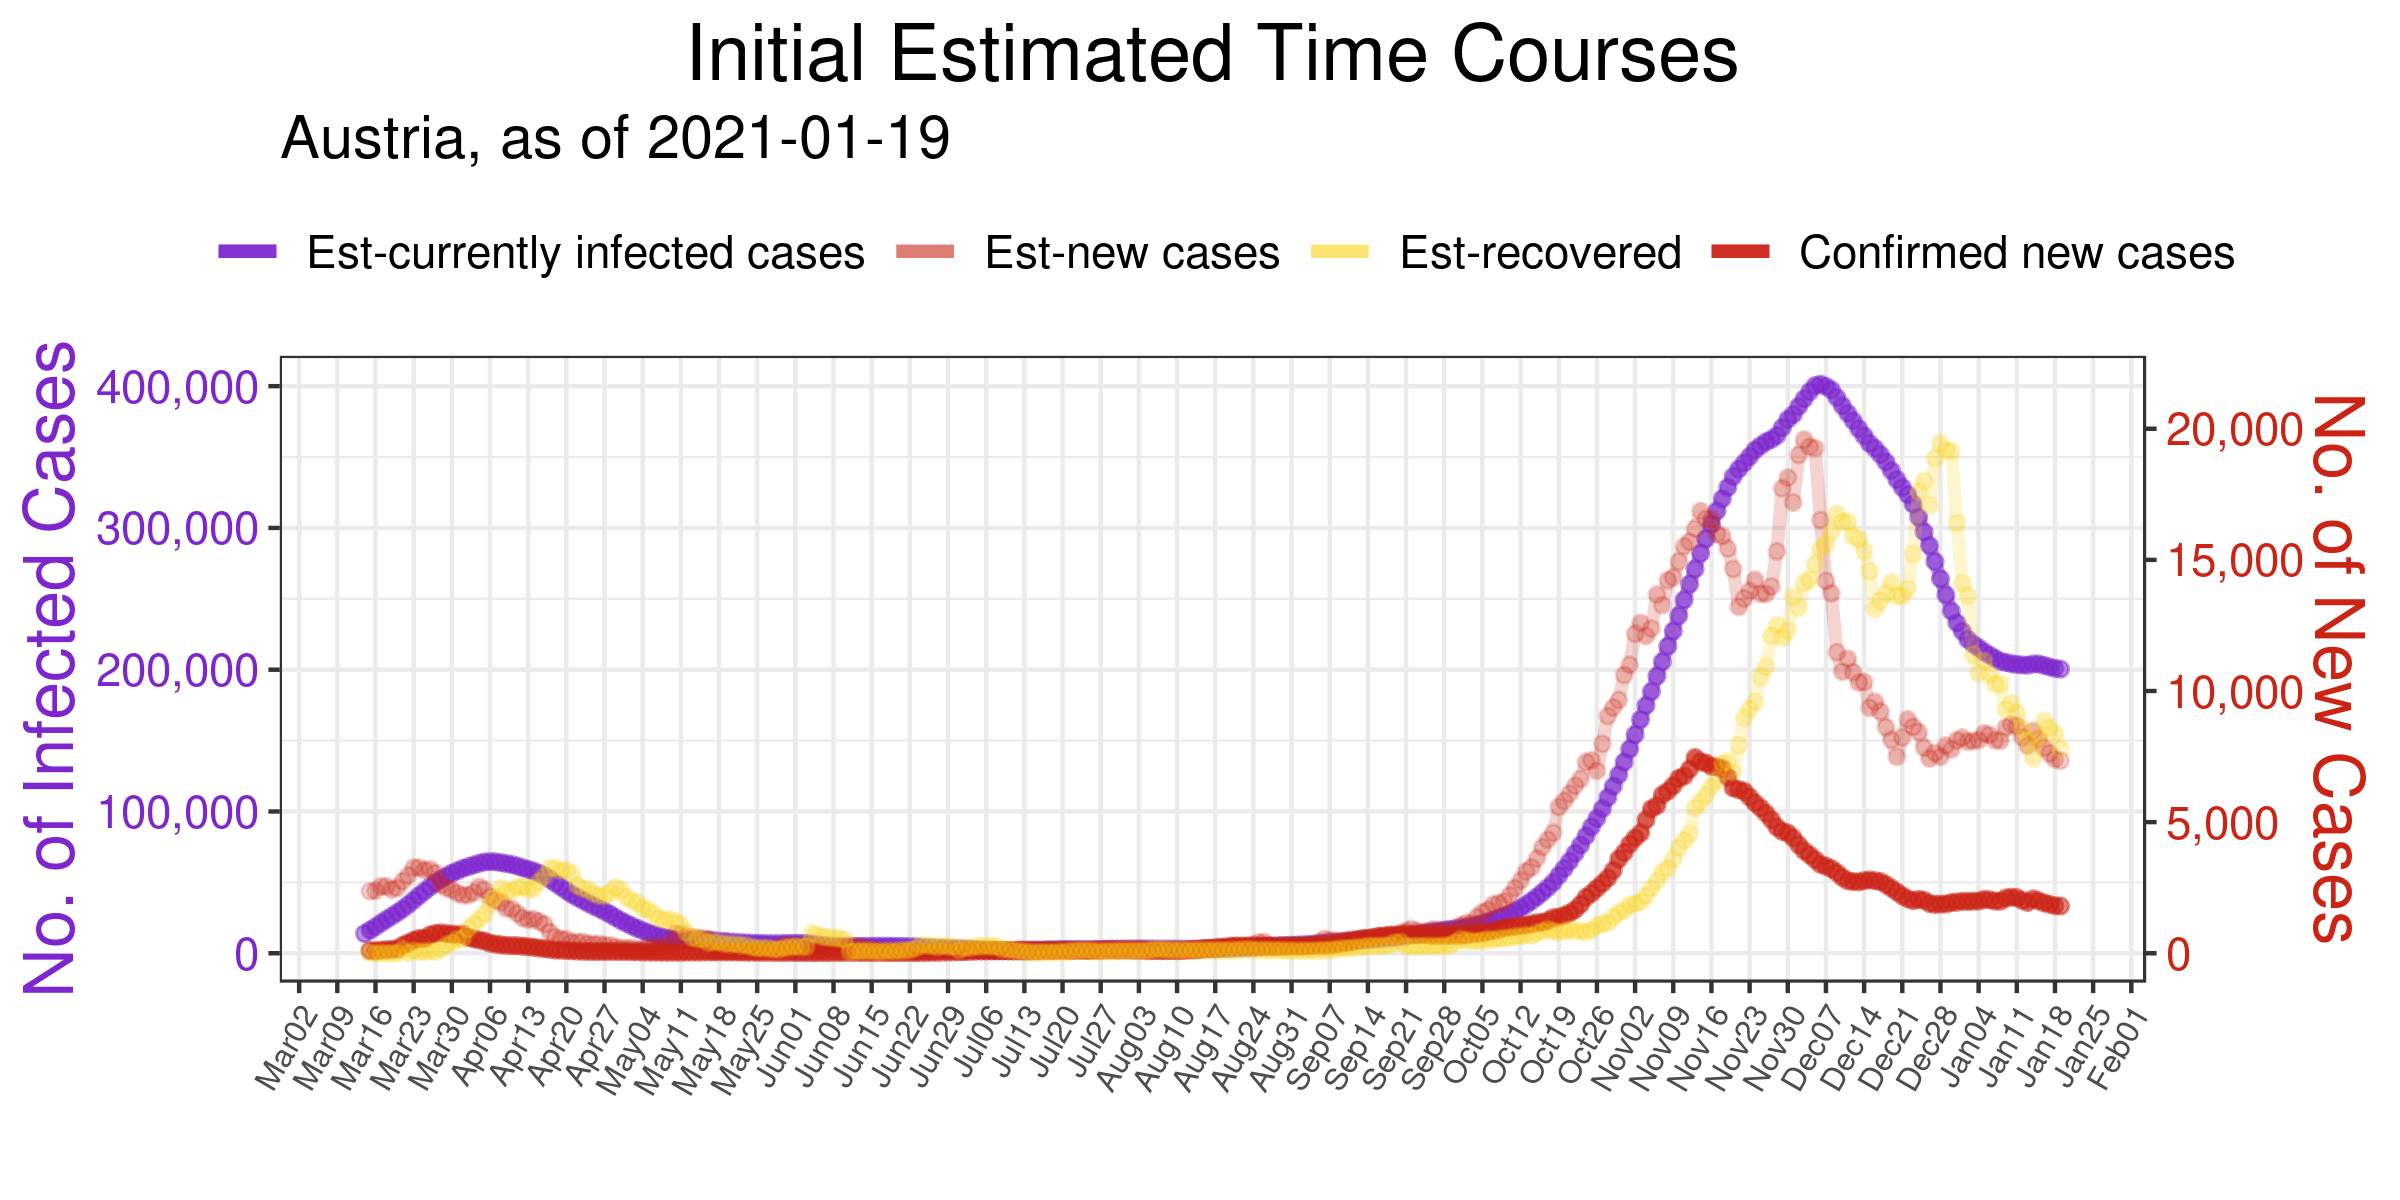 Initial Estimated Time Courses
Austria, as of 2021-01-19
Est-currently infected cases Est-new cases Est-recovered Confirmed new cases
No. of Infected Cases
400,000
300,000
200,000
100,000
0
20,000
15,000
10,000
5,000
0
No. of New Cases
Mar02 Mar09 Mar16 Mar23 Mar30 Apr06 Apr13 Apr20 Apr27 May04 May11 May18 May25 Jun01 Jun08 Jun15 Jun22 Jun29 Jul06 Jul13 Jul20 Jul27 Aug03 Aug10 Aug17 Aug24 Aug31 Sep07 Sep14 Sep21 Sep28 Oct05 Oct12 Oct19 Oct26 Nov02 Nov09 Nov16 Nov23 Nov30 Dec07 Dec14 Dec21 Dec28 Jan04 Jan11 Jan18 Jan25 Feb01